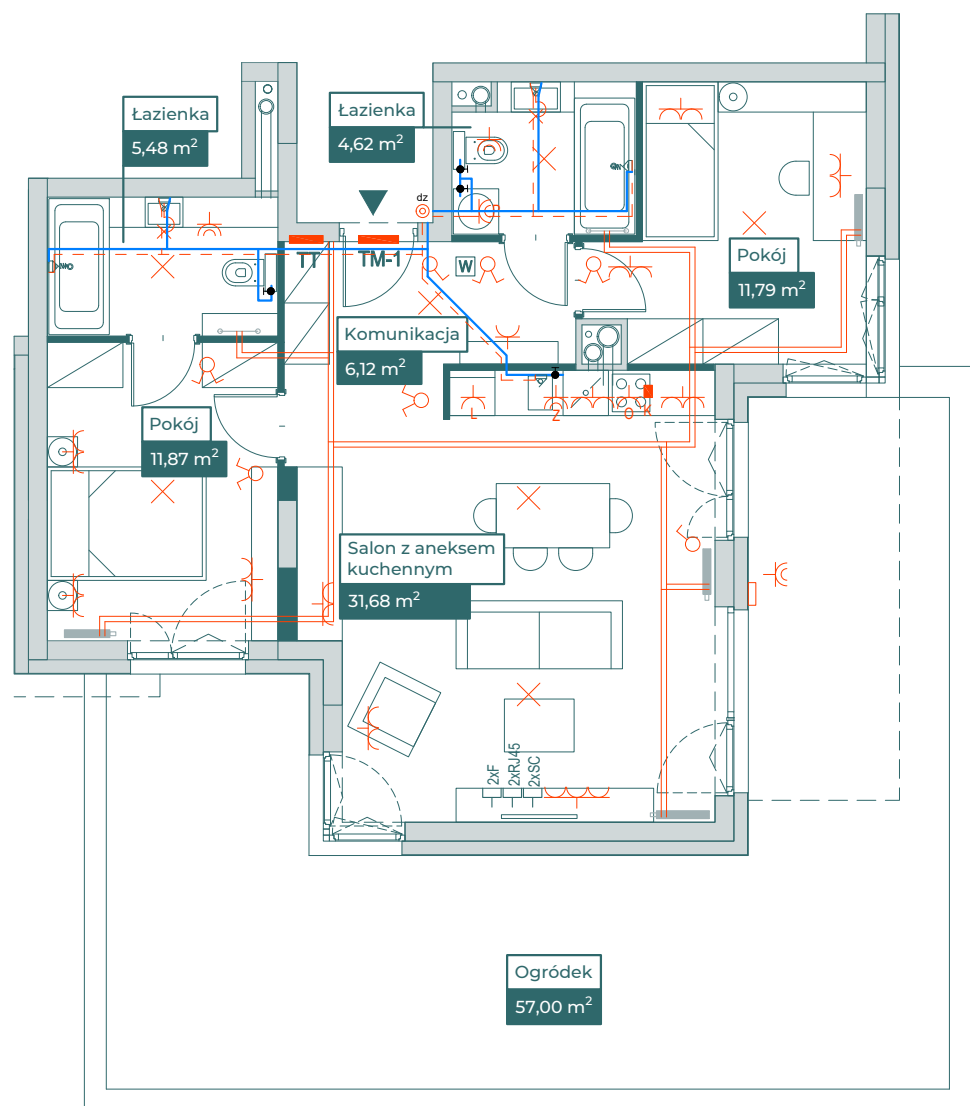 Łazienka
5,48 m²
Łazienka
4,62 m²
dz
TT
TM-1
W
Pokój
11,79 m²
Komunikacja
6,12 m²
Pokój
11,87 m²
L
Z
O
K
Salon z aneksem
kuchennym
31,68 m²
2xF
2xRJ45
2xSC
Ogródek
57,00 m²